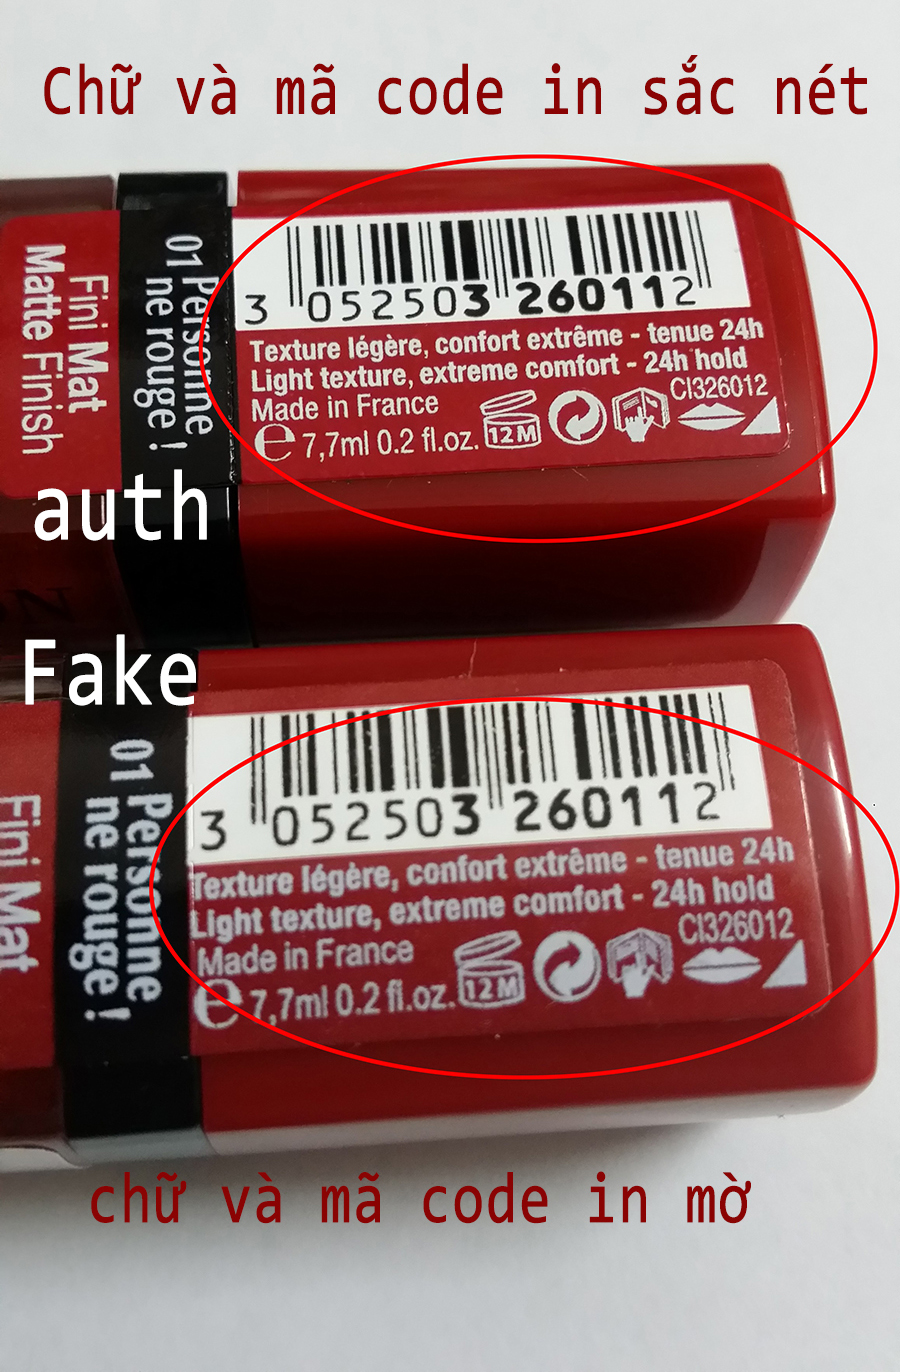 Chữ và mã code in sắc nét
Fini Mat
Matte Finish
01 Personne
ne rouge !
3 052503 260112
Texture légère, confort extrême - tenue 24h
Light texture, extreme comfort - 24h hold
Made in France
CI326012
e 7,7ml 0.2 fl.oz.
12M
auth
Fake
Fini Mat
01 Personne
ne rouge !
3 052503 260112
Texture légère, confort extrême - tenue 24h
Light texture, extreme comfort - 24h hold
Made in France
CI326012
e 7,7ml 0.2 fl.oz.
12M
chữ và mã code in mờ